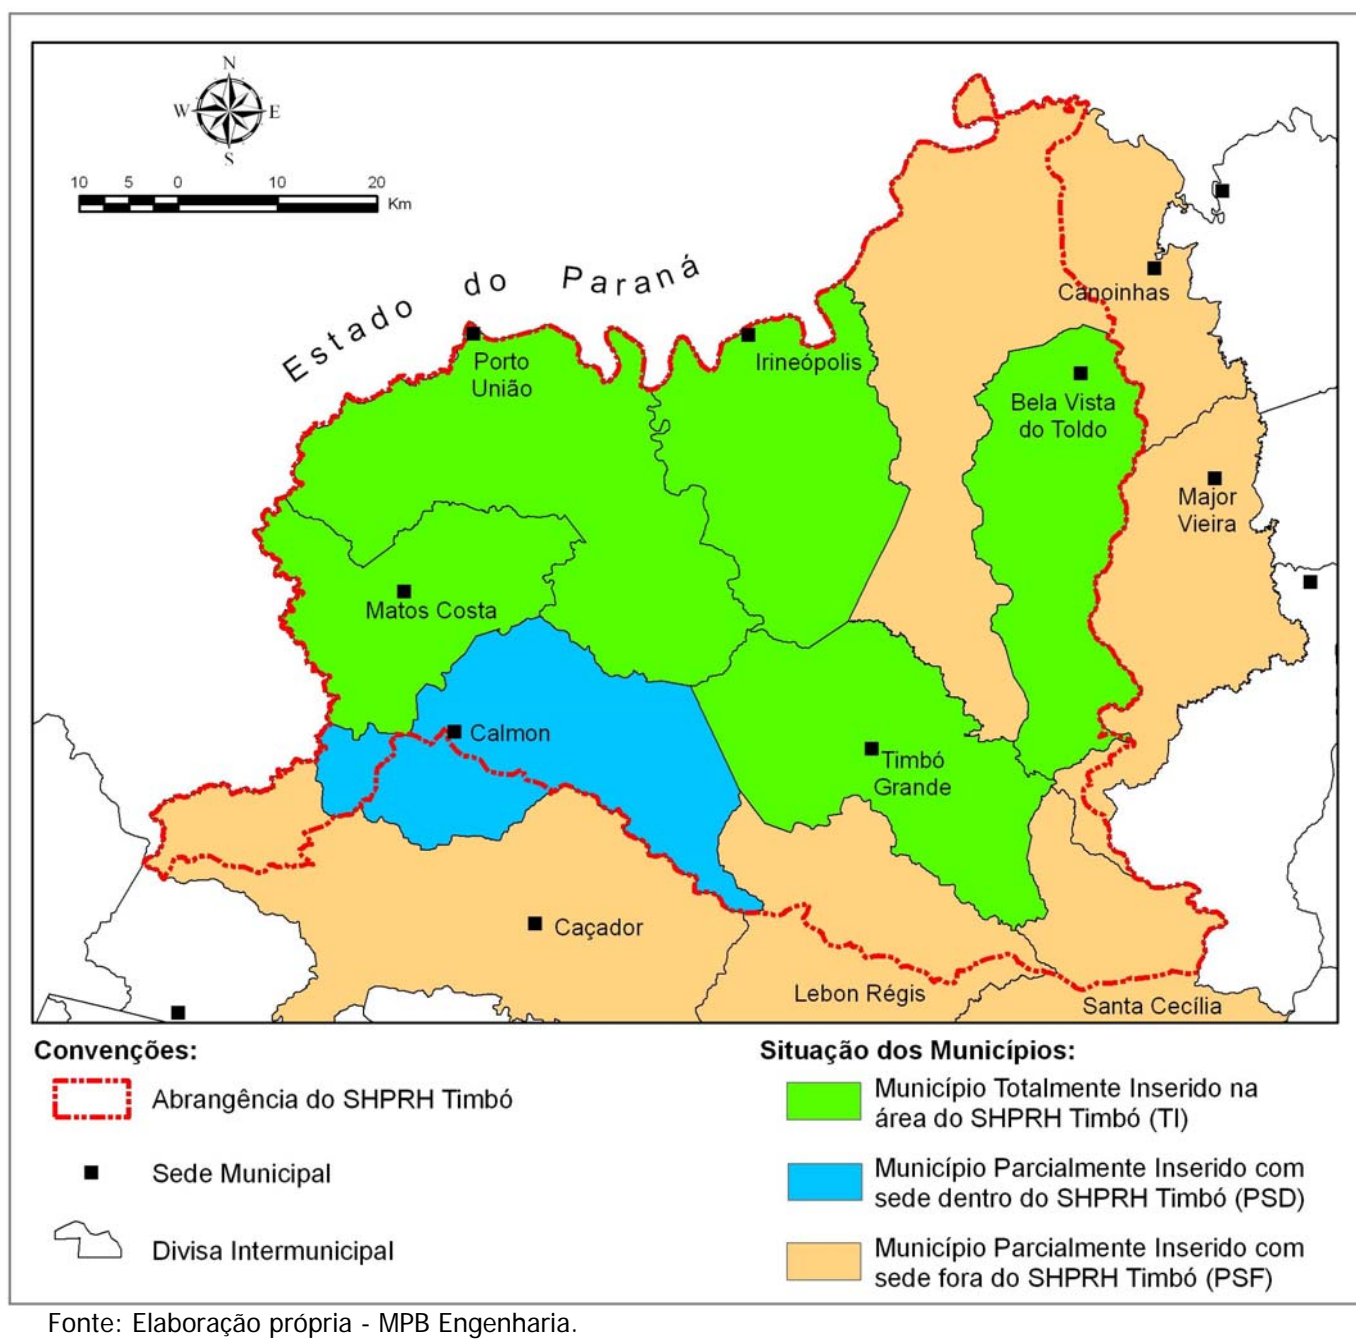 N
W
E
S
10 5 0 10 20
Km
Estado do Paraná
Porto
União
Irineópolis
Canoinhas
Bela Vista
do Toldo
Major
Vieira
Matos Costa
Calmon
Timbó
Grande
Caçador
Lebon Régis
Santa Cecília
Convenções:
Abrangência do SHPRH Timbó
Sede Municipal
Divisa Intermunicipal
Situação dos Municípios:
Município Totalmente Inserido na
área do SHPRH Timbó (TI)
Município Parcialmente Inserido com
sede dentro do SHPRH Timbó (PSD)
Município Parcialmente Inserido com
sede fora do SHPRH Timbó (PSF)
Fonte: Elaboração própria - MPB Engenharia.